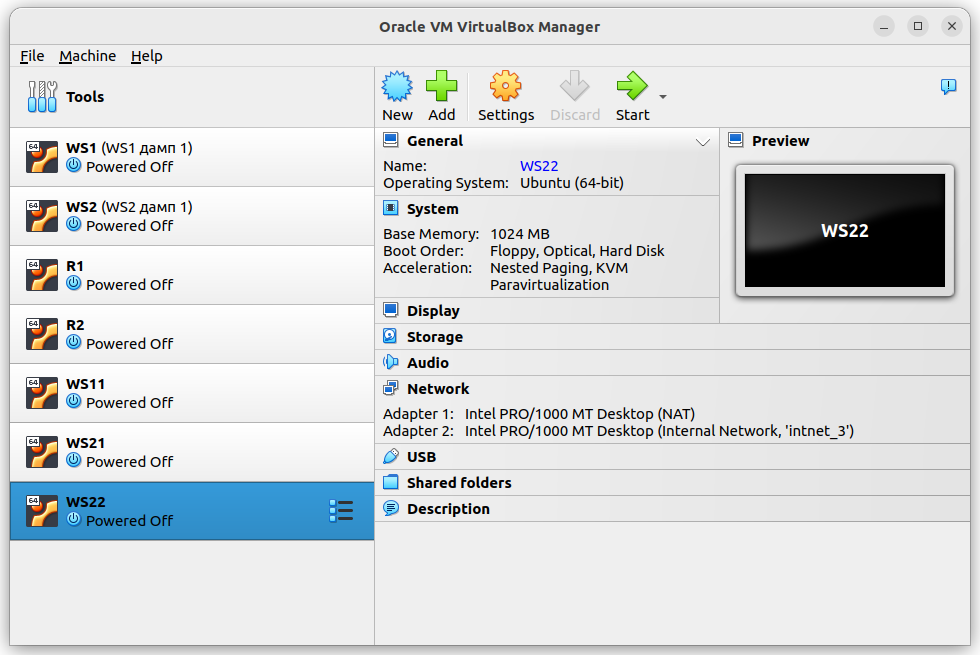 Oracle VM VirtualBox Manager
File Machine Help
Tools
New Add Settings Discard Start
64
WS1 (WS1 дамп 1)
Powered Off
64
WS2 (WS2 дамп 1)
Powered Off
64
R1
Powered Off
64
R2
Powered Off
64
WS11
Powered Off
64
WS21
Powered Off
64
WS22
Powered Off
General
Name: WS22
Operating System: Ubuntu (64-bit)
System
Base Memory: 1024 MB
Boot Order: Floppy, Optical, Hard Disk
Acceleration: Nested Paging, KVM
Paravirtualization
Preview
WS22
Display
Storage
Audio
Network
Adapter 1: Intel PRO/1000 MT Desktop (NAT)
Adapter 2: Intel PRO/1000 MT Desktop (Internal Network, 'intnet_3')
USB
Shared folders
Description